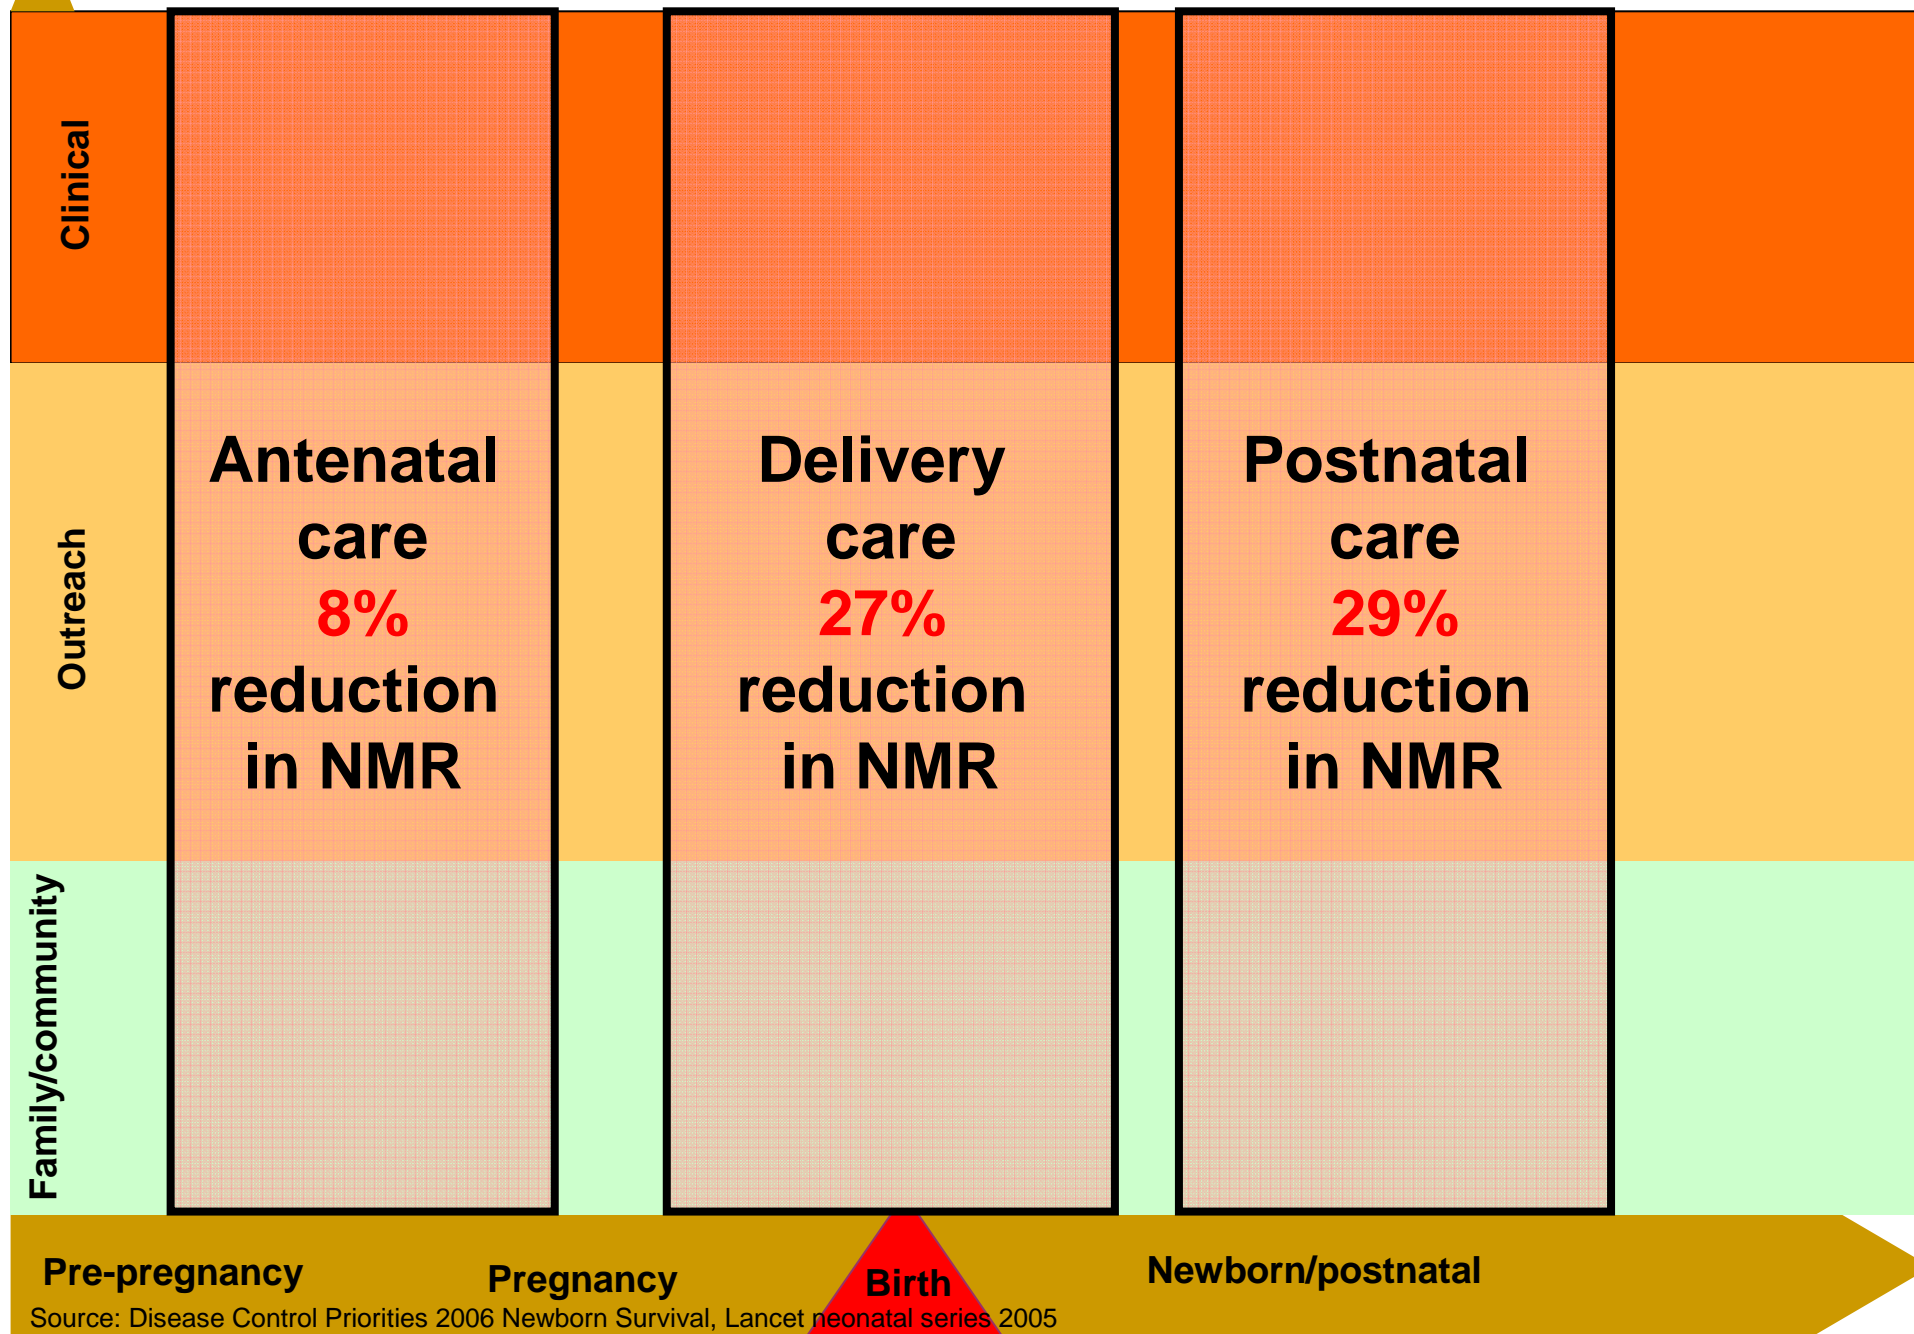 Clinical
Outreach
Family/community
Antenatal
care
8%
reduction
in NMR
Delivery
care
27%
reduction
in NMR
Postnatal
care
29%
reduction
in NMR
Pre-pregnancy
Pregnancy
Birth
Newborn/postnatal
Source: Disease Control Priorities 2006 Newborn Survival, Lancet neonatal series 2005